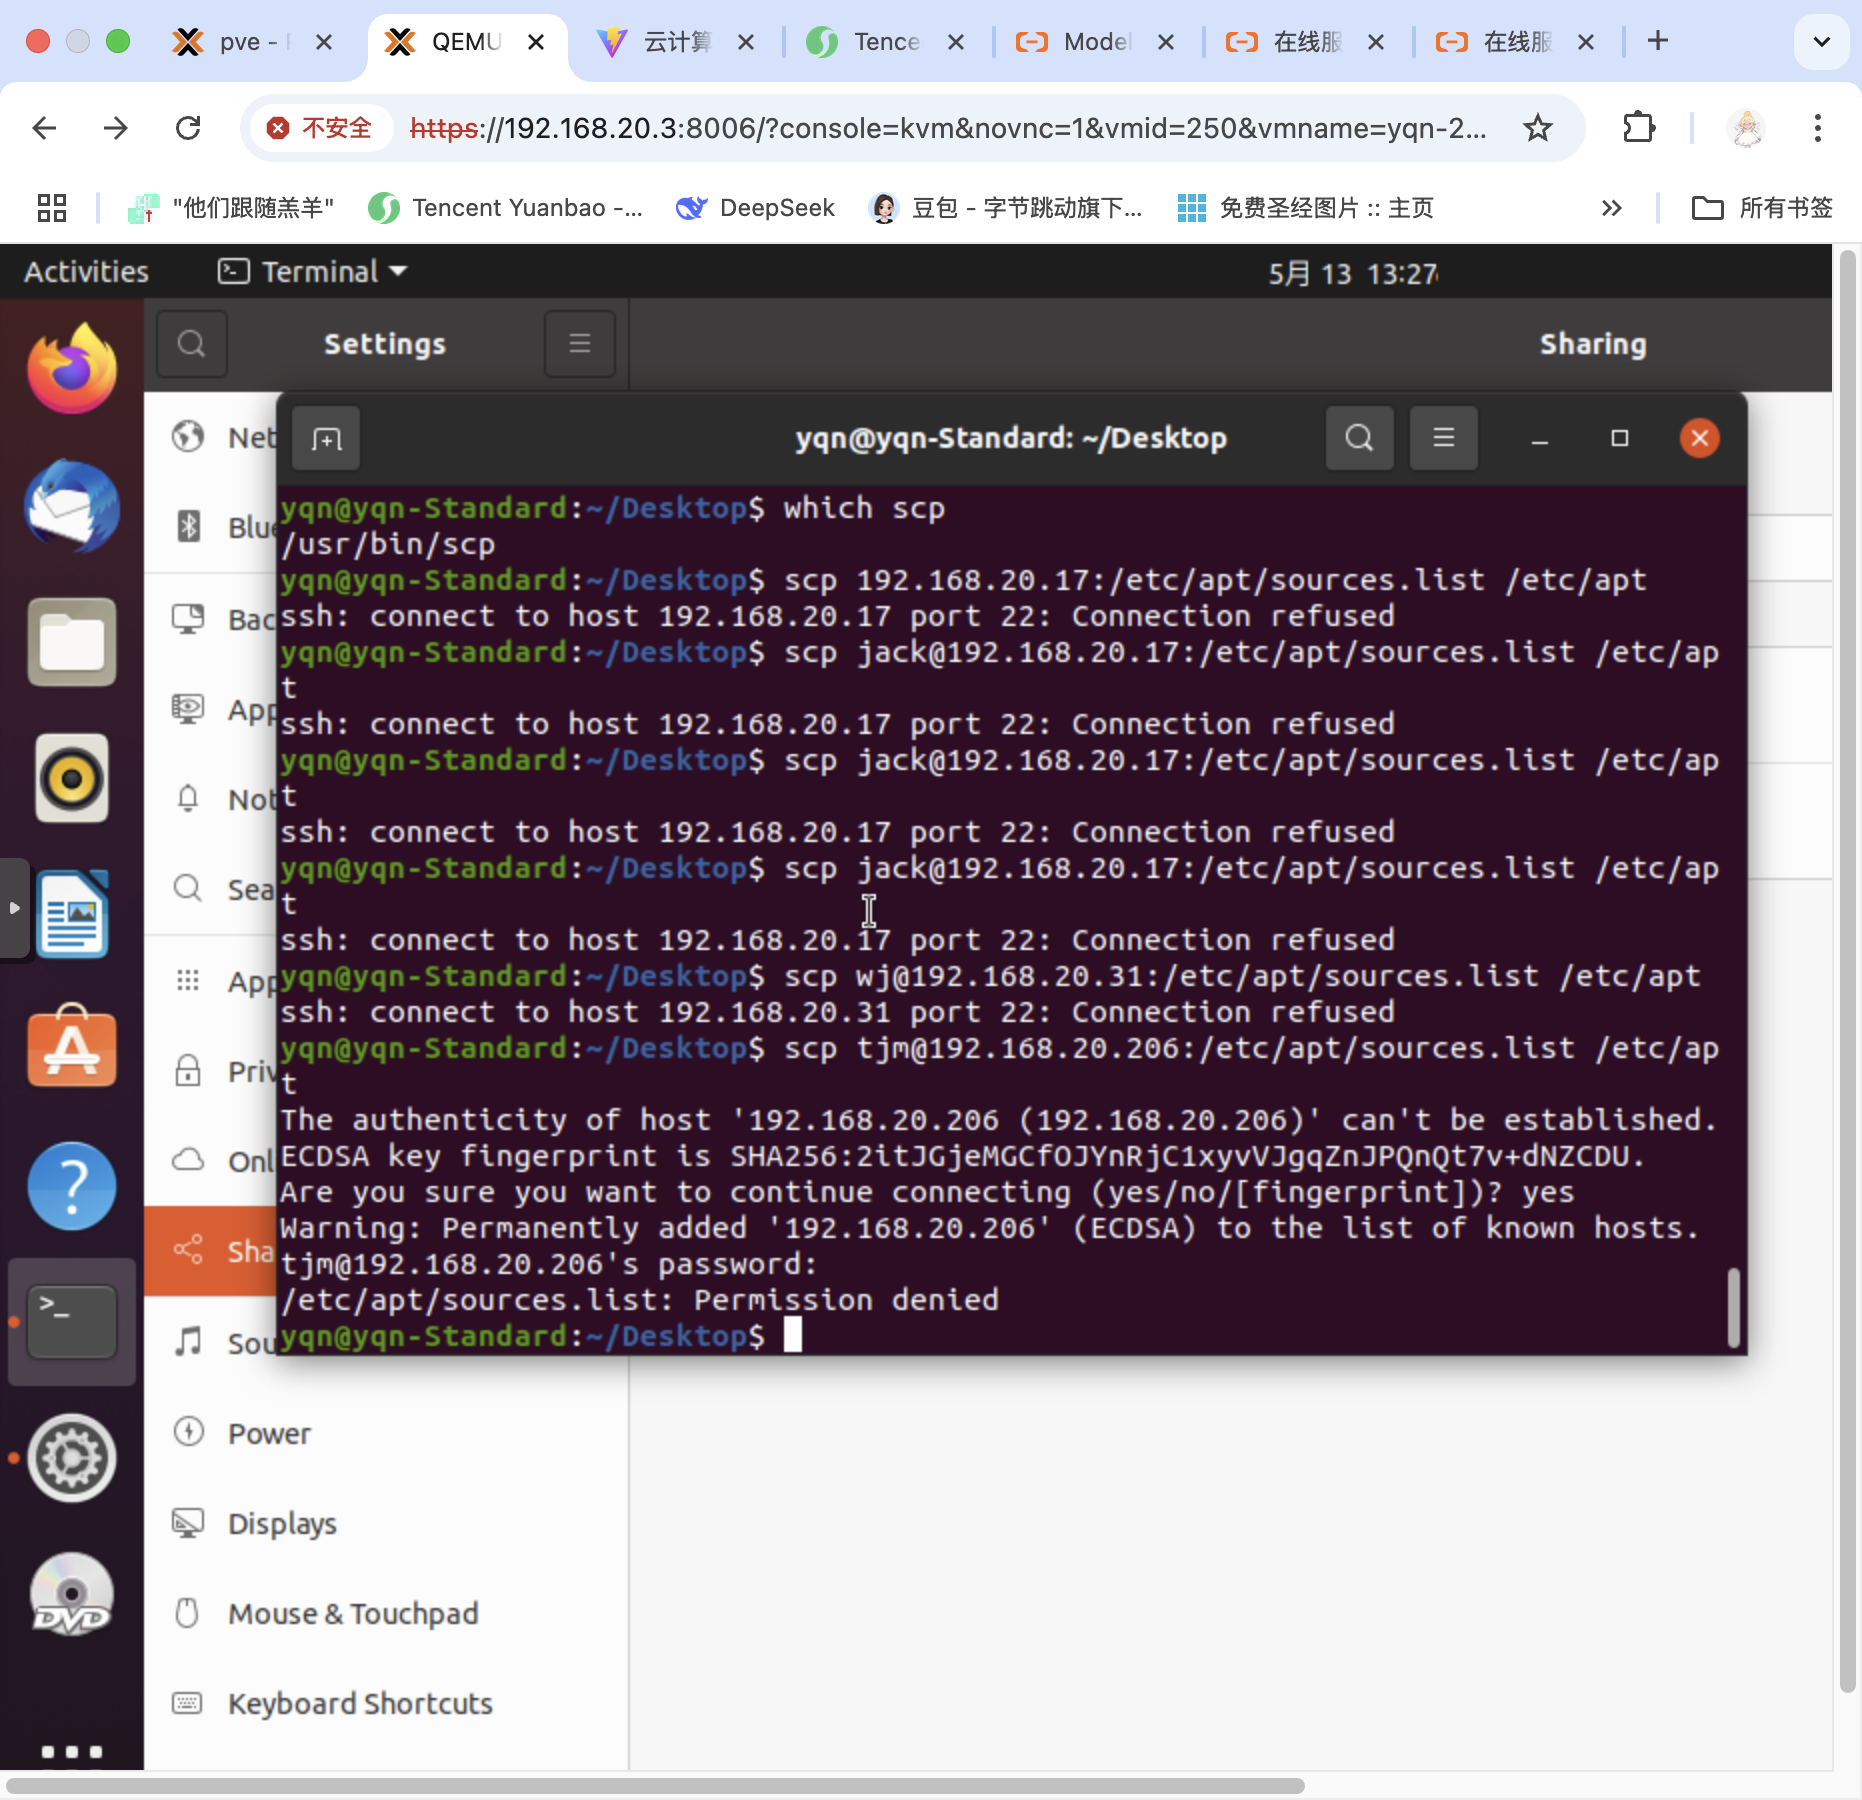 pve -
QEMU
云计算
Tence
Model
在线服
在线服
不安全
https://192.168.20.3:8006/?console=kvm&novnc=1&vmid=250&vmname=yqn-2...
"他们跟随羔羊"
Tencent Yuanbao -...
DeepSeek
豆包 - 字节跳动旗下...
免费圣经图片 :: 主页
所有书签
Activities
Terminal
5月 13 13:27
Settings
Sharing
yqn@yqn-Standard: ~/Desktop
yqn@yqn-Standard:~/Desktop$ which scp
/usr/bin/scp
yqn@yqn-Standard:~/Desktop$ scp 192.168.20.17:/etc/apt/sources.list /etc/apt
ssh: connect to host 192.168.20.17 port 22: Connection refused
yqn@yqn-Standard:~/Desktop$ scp jack@192.168.20.17:/etc/apt/sources.list /etc/ap
t
ssh: connect to host 192.168.20.17 port 22: Connection refused
yqn@yqn-Standard:~/Desktop$ scp jack@192.168.20.17:/etc/apt/sources.list /etc/ap
t
ssh: connect to host 192.168.20.17 port 22: Connection refused
yqn@yqn-Standard:~/Desktop$ scp jack@192.168.20.17:/etc/apt/sources.list /etc/ap
t
ssh: connect to host 192.168.20.17 port 22: Connection refused
yqn@yqn-Standard:~/Desktop$ scp wj@192.168.20.31:/etc/apt/sources.list /etc/apt
ssh: connect to host 192.168.20.31 port 22: Connection refused
yqn@yqn-Standard:~/Desktop$ scp tjm@192.168.20.206:/etc/apt/sources.list /etc/ap
t
The authenticity of host '192.168.20.206 (192.168.20.206)' can't be established.
ECDSA key fingerprint is SHA256:2itJGjeMGCfOJYnRjC1xyvVJgqZnJPQnQt7v+dNZCDU.
Are you sure you want to continue connecting (yes/no/[fingerprint])? yes
Warning: Permanently added '192.168.20.206' (ECDSA) to the list of known hosts.
tjm@192.168.20.206's password:
/etc/apt/sources.list: Permission denied
yqn@yqn-Standard:~/Desktop$
Net
Blue
Bac
App
Not
Sea
App
Priv
Onl
Sha
Sou
Power
Displays
Mouse & Touchpad
Keyboard Shortcuts
DVD